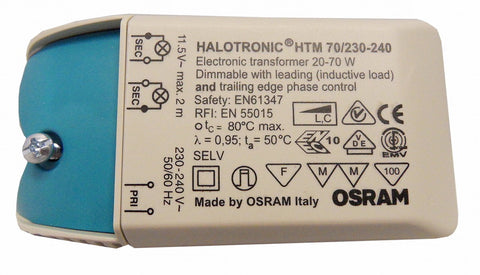 HALOTRONIC® HTM 70/230-240
Electronic transformer 20-70 W
Dimmable with leading (inductive load)
and trailing edge phase control
Safety: EN61347
RFI: EN 55015
tc = 80°C max.
λ = 0,95; ta = 50°C
SELV
Made by OSRAM Italy
L,C
10
VDE
EMV
F
M
M
100
OSRAM
SEC
SEC
11.5V~ max. 2 m
PRI
230-240 V~
50/60 Hz